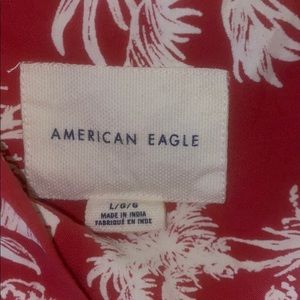 AMERICAN EAGLE
L/G/G
MADE IN INDIA
FABRIQUÉ EN INDE